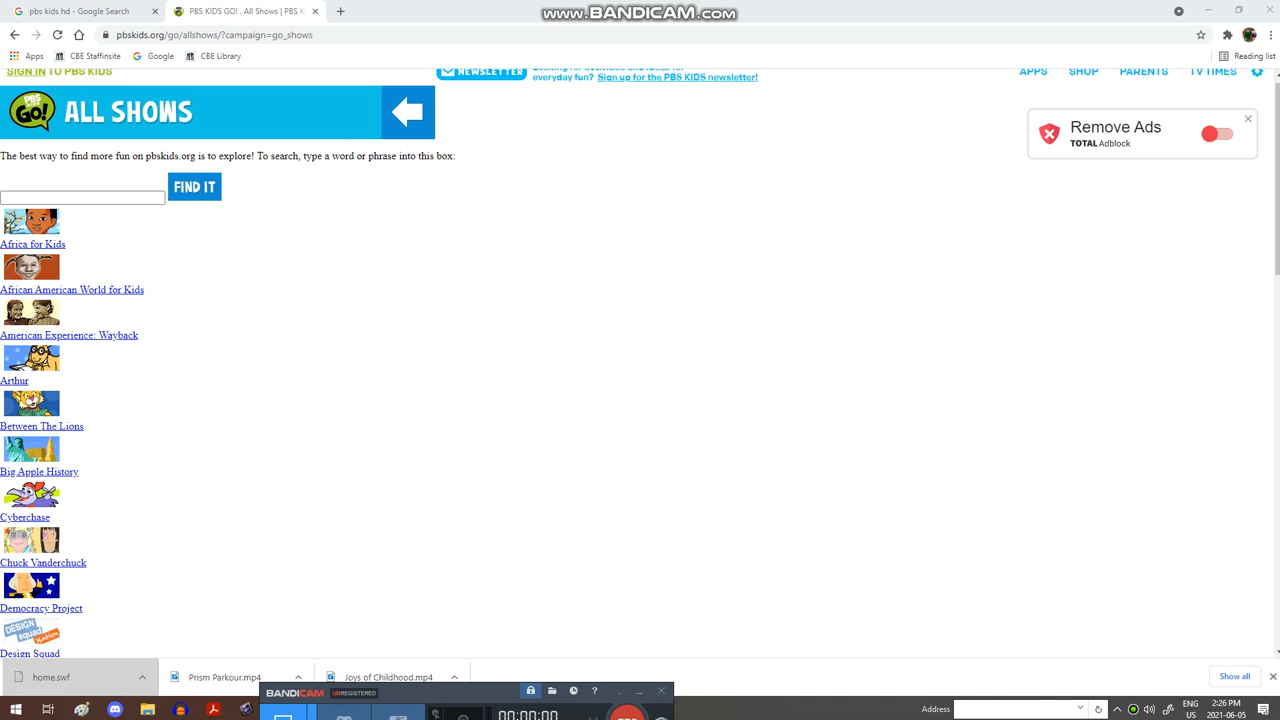 www.BANDICAM.com
pbs kids hd - Google Search
PBS KIDS GO! . All Shows | PBS K
pbskids.org/go/allshows/?campaign=go_shows
Apps CBE Staffinsite Google CBE Library Reading list
SIGN IN TO PBS KIDS
NEWSLETTER
everyday fun? Sign up for the PBS KIDS newsletter!
APPS SHOP PARENTS TV TIMES
PBS KIDS GO! ALL SHOWS
Remove Ads
TOTAL Adblock
The best way to find more fun on pbskids.org is to explore! To search, type a word or phrase into this box:
FIND IT
Africa for Kids
African American World for Kids
American Experience: Wayback
Arthur
Between The Lions
Big Apple History
Cyberchase
Chuck Vanderchuck
Democracy Project
DESIGN SQUAD NATION
Design Squad
home.swf Prism Parkour.mp4 Joys of Childhood.mp4 Show all
BANDICAM UNREGISTERED
00:00:00
REC
Address
ENG
US
2:26 PM
2021-06-05